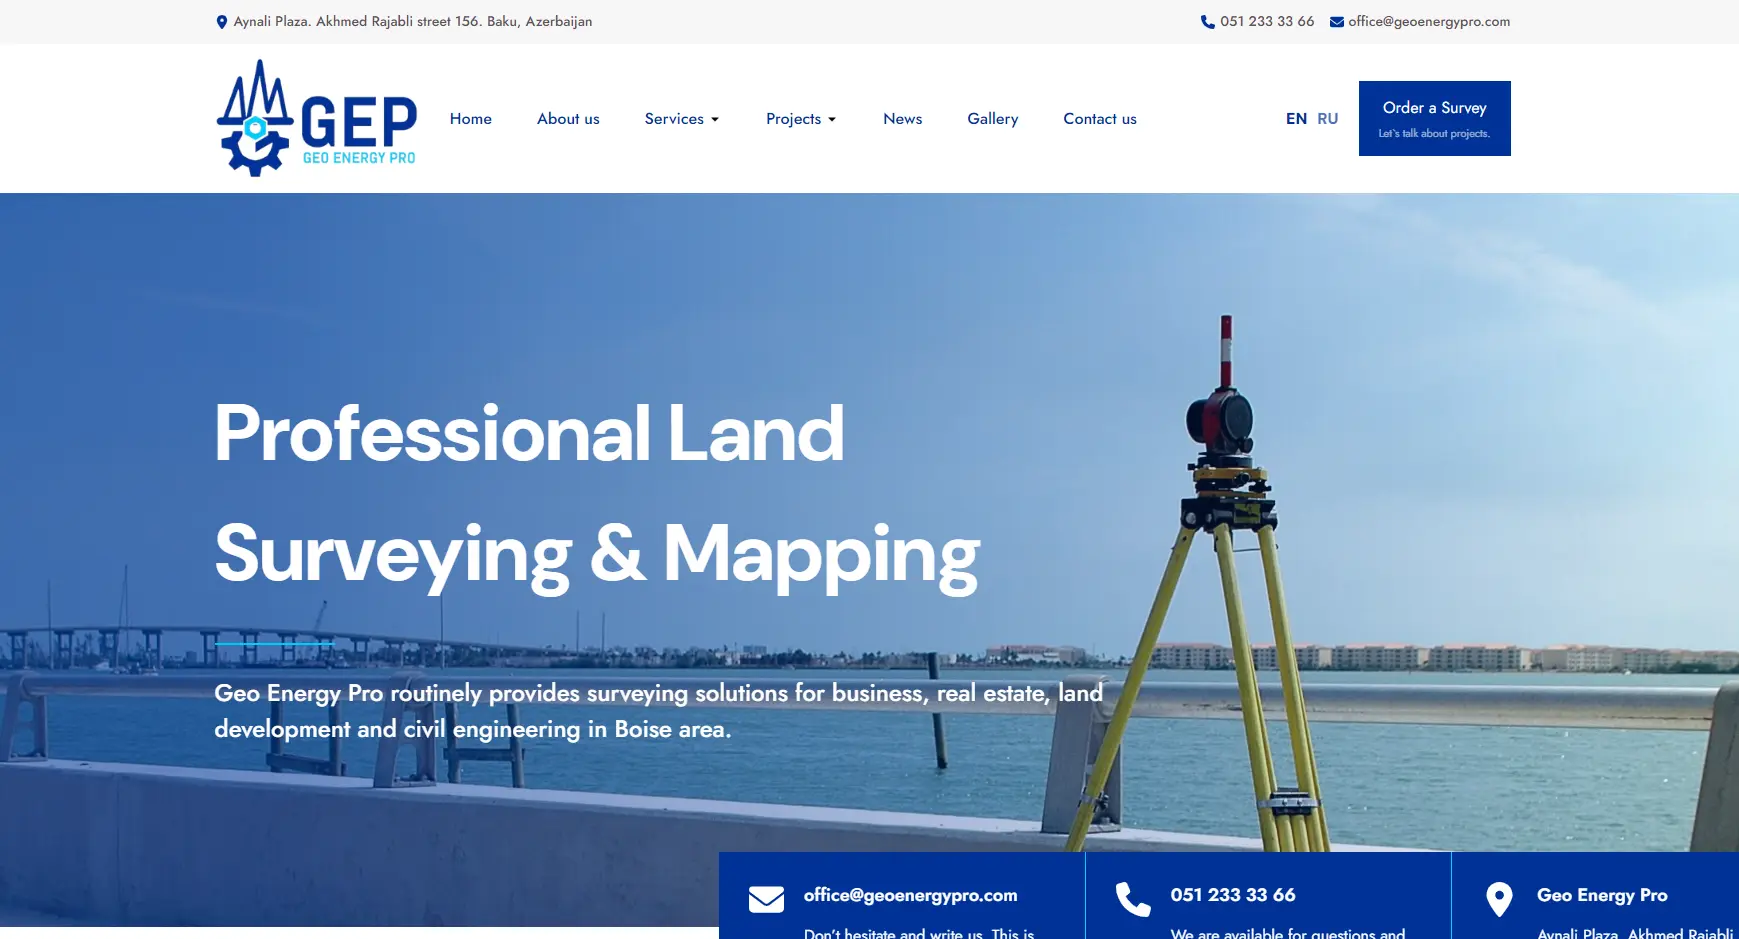 Aynali Plaza. Akhmed Rajabli street 156. Baku, Azerbaijan
051 233 33 66
office@geoenergypro.com
GEP
GEO ENERGY PRO
Home
About us
Services
Projects
News
Gallery
Contact us
EN RU
Order a Survey
Let`s talk about projects.
Professional Land
Surveying & Mapping
Geo Energy Pro routinely provides surveying solutions for business, real estate, land
development and civil engineering in Boise area.
office@geoenergypro.com
Don't hesitate and write us. This is
051 233 33 66
We are available for questions and
Geo Energy Pro
Aynali Plaza. Akhmed Rajabli